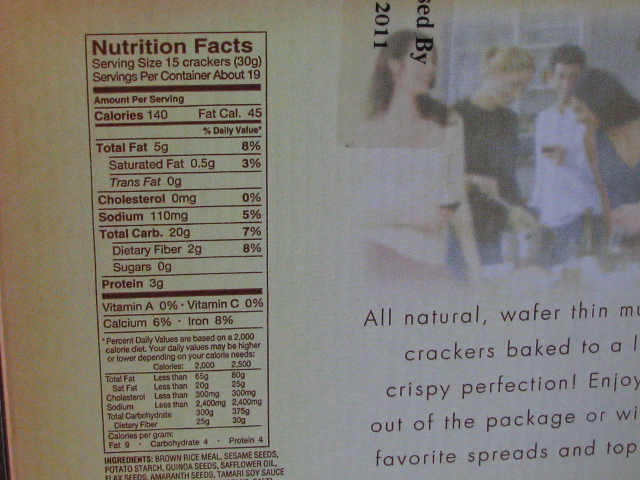 Nutrition Facts
Serving Size 15 crackers (30g)
Servings Per Container About 19
Amount Per Serving
Calories 140 Fat Cal. 45
% Daily Value*
Total Fat 5g 8%
Saturated Fat 0.5g 3%
Trans Fat 0g
Cholesterol 0mg 0%
Sodium 110mg 5%
Total Carb. 20g 7%
Dietary Fiber 2g 8%
Sugars 0g
Protein 3g
Vitamin A 0% · Vitamin C 0%
Calcium 6% · Iron 8%
*Percent Daily Values are based on a 2,000
calorie diet. Your daily values may be higher
or lower depending on your calorie needs:
Calories: 2,000 2,500
Total Fat Less than 65g 80g
Sat Fat Less than 20g 25g
Cholesterol Less than 300mg 300mg
Sodium Less than 2,400mg 2,400mg
Total Carbohydrate 300g 375g
Dietary Fiber 25g 30g
Calories per gram:
Fat 9 · Carbohydrate 4 · Protein 4
INGREDIENTS: BROWN RICE MEAL, SESAME SEEDS,
POTATO STARCH, QUINOA SEEDS, SAFFLOWER OIL,
FLAX SEEDS, AMARANTH SEEDS, TAMARI SOY SAUCE
sed By
2011
All natural, wafer thin mu
crackers baked to a l
crispy perfection! Enjoy
out of the package or wi
favorite spreads and top